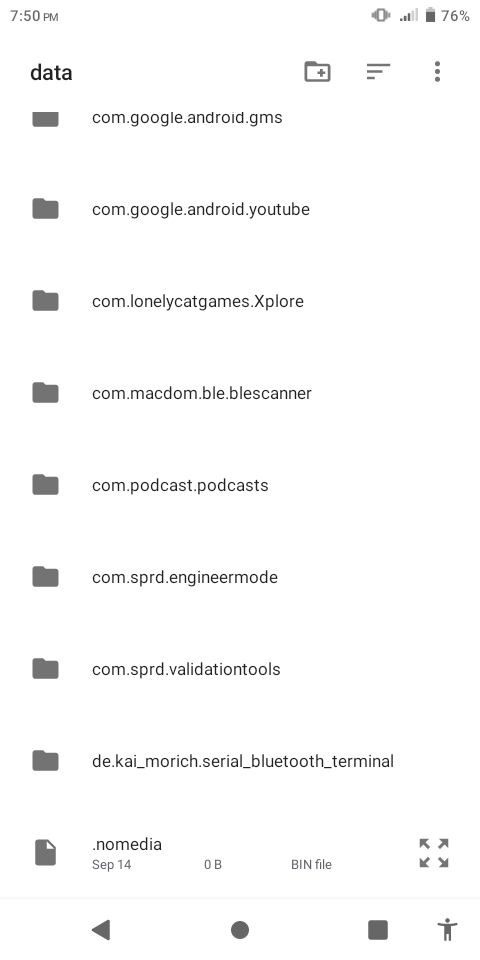 7:50 PM 76%
data
com.google.android.gms
com.google.android.youtube
com.lonelycatgames.Xplore
com.macdom.ble.blescanner
com.podcast.podcasts
com.sprd.engineermode
com.sprd.validationtools
de.kai_morich.serial_bluetooth_terminal
.nomedia
Sep 14 0 B BIN file